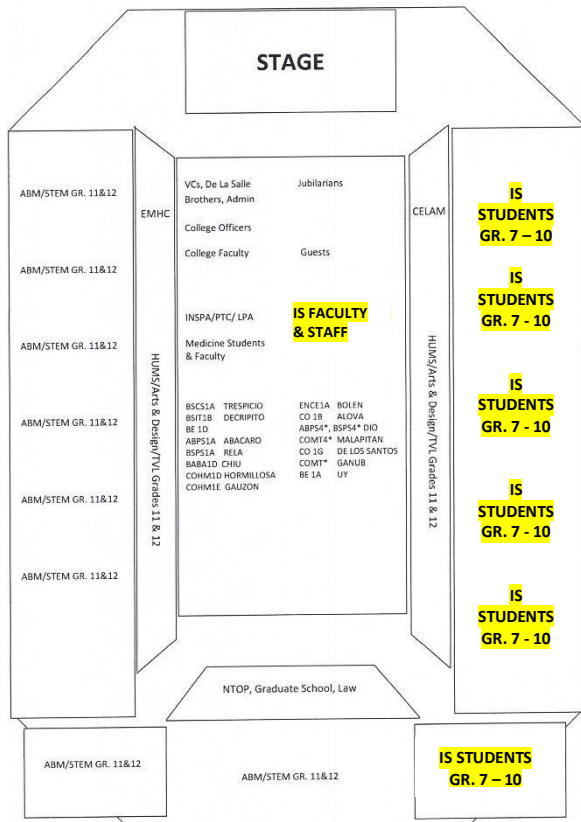 STAGE
ABM/STEM GR. 11&12
ABM/STEM GR. 11&12
ABM/STEM GR. 11&12
ABM/STEM GR. 11&12
ABM/STEM GR. 11&12
ABM/STEM GR. 11&12
EMHC
HUMS/Arts & Design/TVL Grades 11 & 12
VCs, De La Salle
Brothers, Admin
Jubilarians
College Officers
College Faculty
Guests
INSPA/PTC/ LPA
IS FACULTY
& STAFF
Medicine Students
& Faculty
BSCS1A TRESPICIO
BSIT1B DECRIPITO
BE 1D
ABPS1A ABACARO
BSPS1A RELA
BABA1D CHIU
COHM1D HORMILLOSA
COHM1E GAUZON
ENCE1A BOLEN
CO 1B ALOVA
ABPS4*, BSPS4* DIO
COMT4* MALAPITAN
CO 1G DE LOS SANTOS
COMT* GANUB
BE 1A UY
CELAM
HUMS/Arts & Design/TVL Grades 11 & 12
IS
STUDENTS
GR. 7 – 10
IS
STUDENTS
GR. 7 - 10
IS
STUDENTS
GR. 7 - 10
IS
STUDENTS
GR. 7 - 10
IS
STUDENTS
GR. 7 - 10
NTOP, Graduate School, Law
ABM/STEM GR. 11&12
ABM/STEM GR. 11&12
IS STUDENTS
GR. 7 – 10